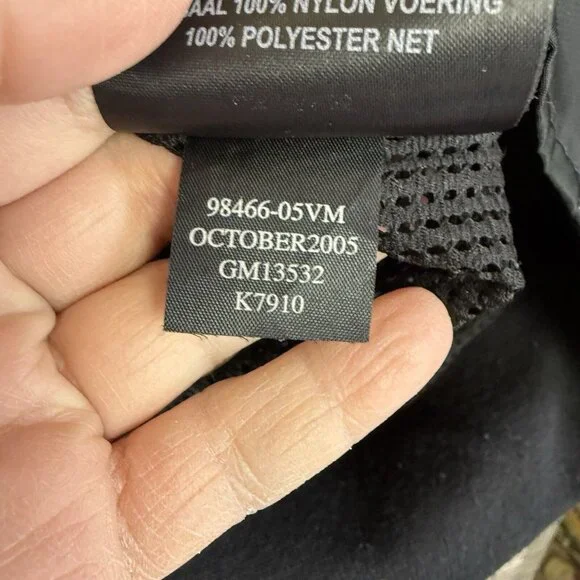 100% NYLON VOERING
100% POLYESTER NET
98466-05VM
OCTOBER2005
GM13532
K7910